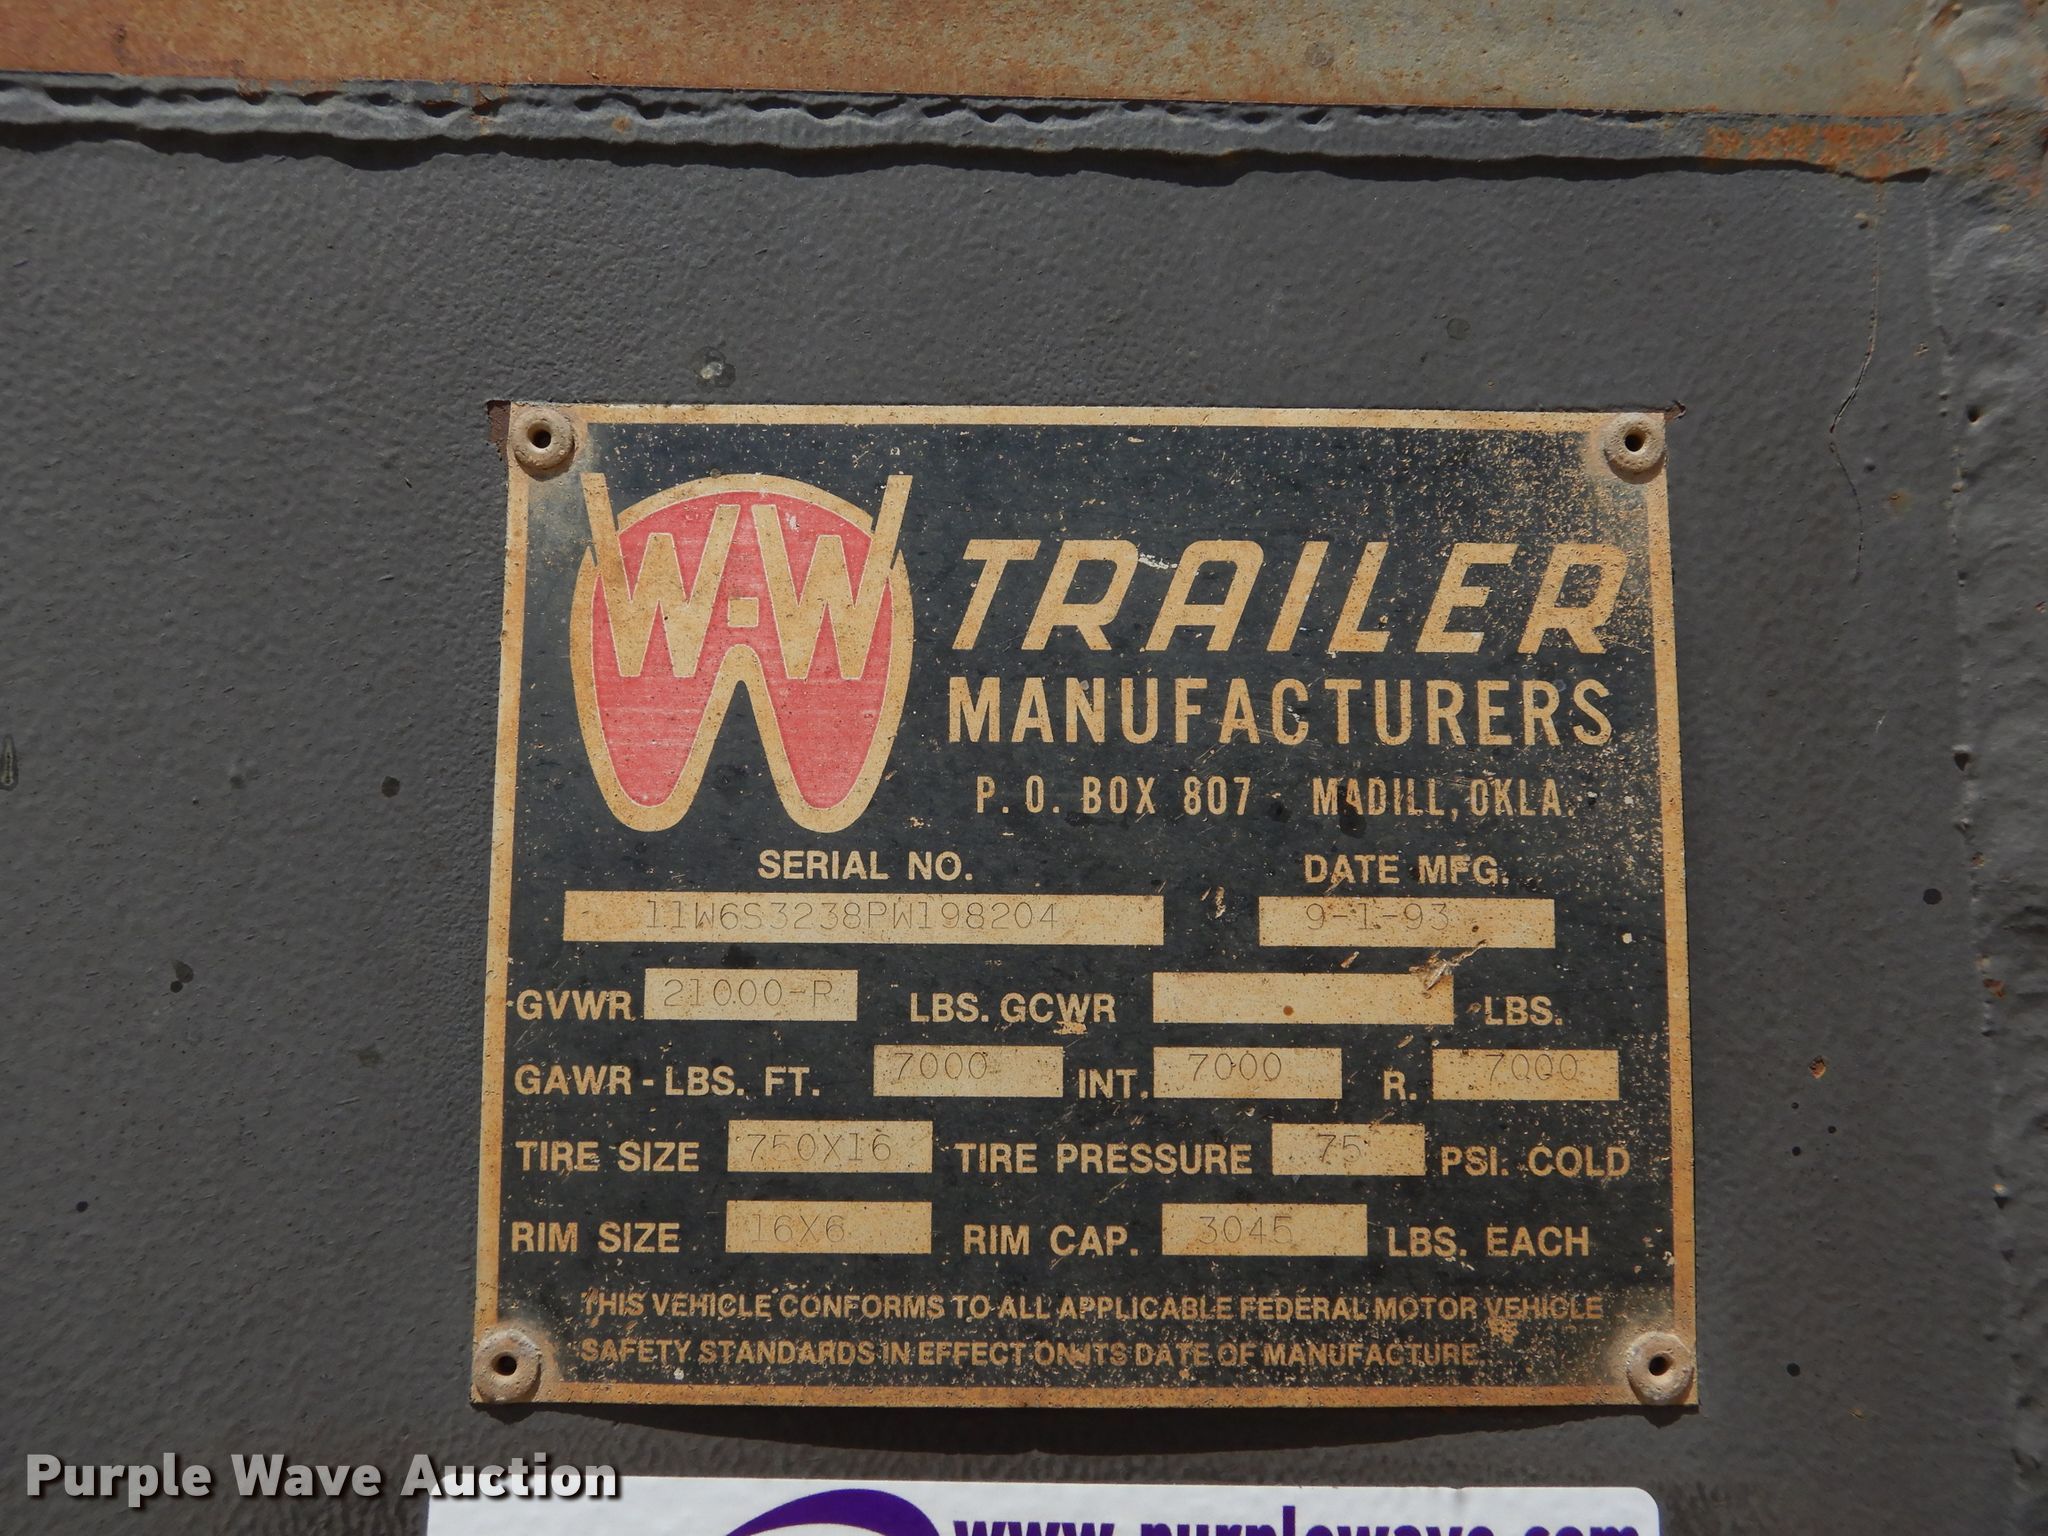 W-W TRAILER
MANUFACTURERS
P. O. BOX 807 - MADILL, OKLA.
SERIAL NO. DATE MFG.
11W6S3238PW198204 9-1-93
GVWR 21000-R LBS. GCWR LBS.
GAWR - LBS. FT. 7000 INT. 7000 R. 7000
TIRE SIZE 750X16 TIRE PRESSURE 75 PSI. COLD
RIM SIZE 16X6 RIM CAP. 3045 LBS. EACH
THIS VEHICLE CONFORMS TO ALL APPLICABLE FEDERAL MOTOR VEHICLE
SAFETY STANDARDS IN EFFECT ON ITS DATE OF MANUFACTURE.
Purple Wave Auction
www.purplewave.com